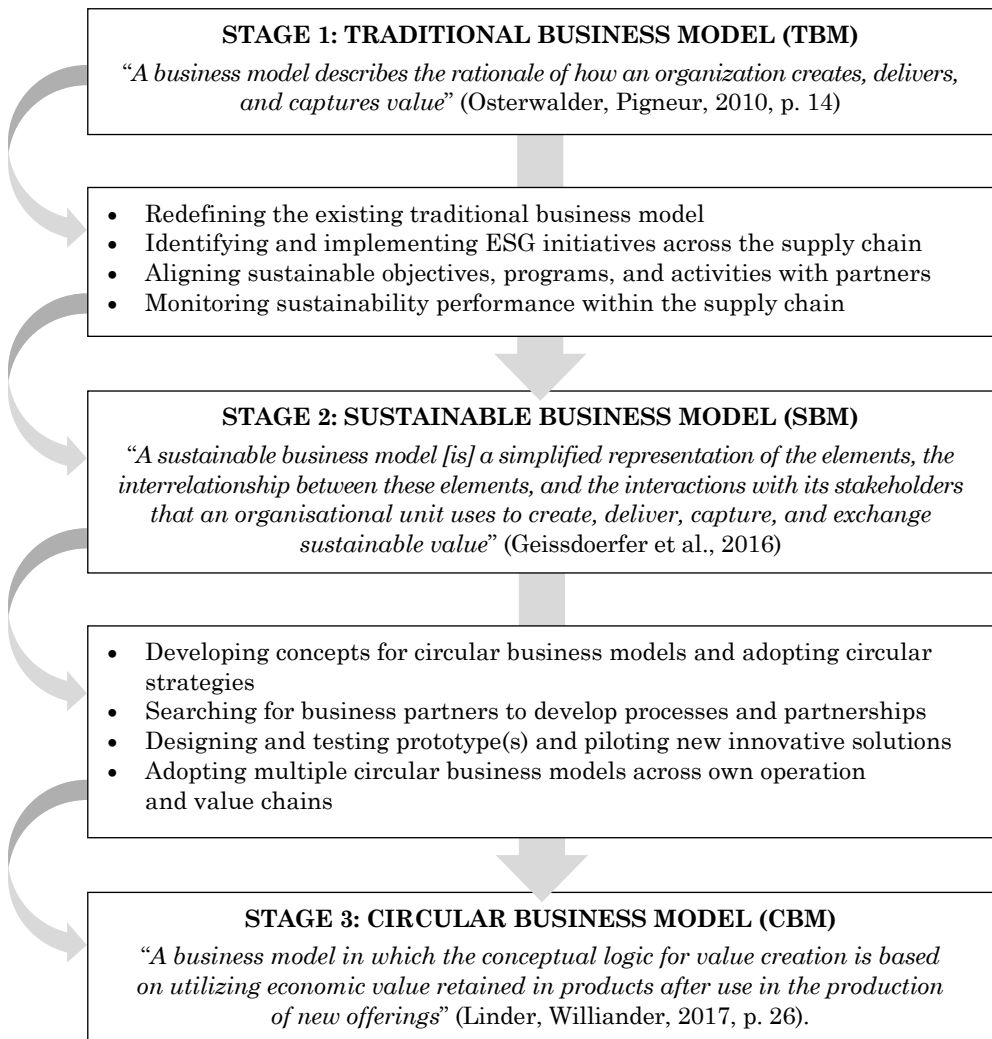 STAGE 1: TRADITIONAL BUSINESS MODEL (TBM)
“A business model describes the rationale of how an organization creates, delivers,
and captures value” (Osterwalder, Pigneur, 2010, p. 14)
• Redefining the existing traditional business model
• Identifying and implementing ESG initiatives across the supply chain
• Aligning sustainable objectives, programs, and activities with partners
• Monitoring sustainability performance within the supply chain
STAGE 2: SUSTAINABLE BUSINESS MODEL (SBM)
“A sustainable business model [is] a simplified representation of the elements, the
interrelationship between these elements, and the interactions with its stakeholders
that an organisational unit uses to create, deliver, capture, and exchange
sustainable value” (Geissdoerfer et al., 2016)
• Developing concepts for circular business models and adopting circular
strategies
• Searching for business partners to develop processes and partnerships
• Designing and testing prototype(s) and piloting new innovative solutions
• Adopting multiple circular business models across own operation
and value chains
STAGE 3: CIRCULAR BUSINESS MODEL (CBM)
“A business model in which the conceptual logic for value creation is based
on utilizing economic value retained in products after use in the production
of new offerings” (Linder, Williander, 2017, p. 26).